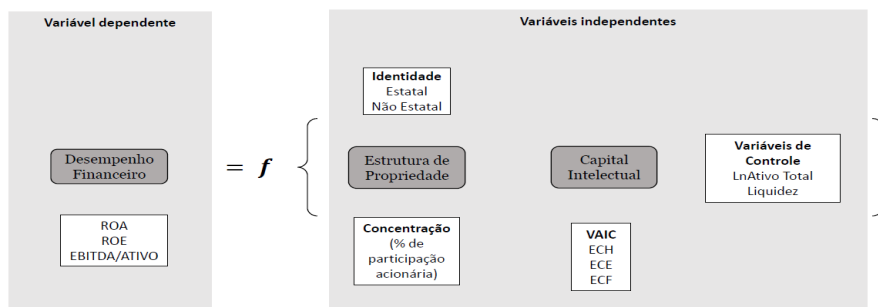 Variável dependente
Variáveis independentes
Identidade
Estatal
Não Estatal
Desempenho
Financeiro
= f
Estrutura de
Propriedade
Capital
Intelectual
Variáveis de
Controle
LnAtivo Total
Liquidez
ROA
ROE
EBITDA/ATIVO
Concentração
(% de
participação
acionária)
VAIC
ECH
ECE
ECF